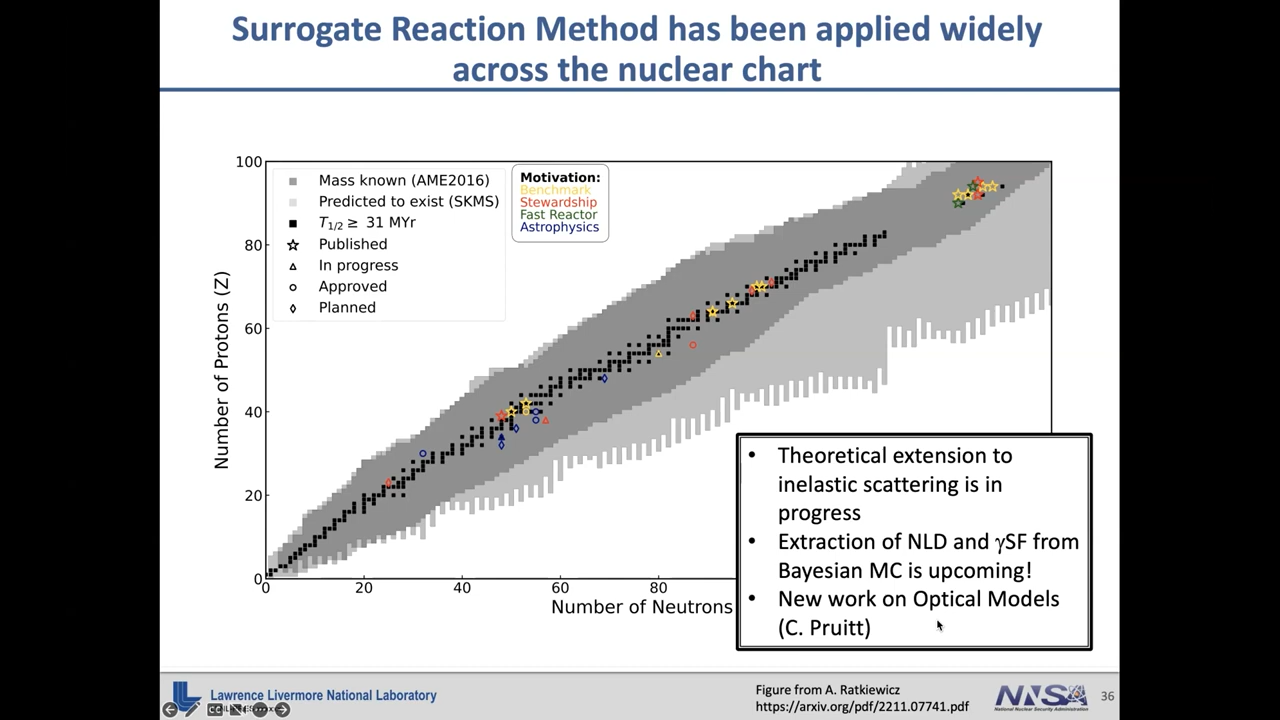 Surrogate Reaction Method has been applied widely
across the nuclear chart
100
80
60
40
20
0
Number of Protons (Z)
Mass known (AME2016)
Predicted to exist (SKMS)
T1/2 ≥ 31 MYr
Published
In progress
Approved
Planned
Motivation:
Benchmark
Stewardship
Fast Reactor
Astrophysics
0
20
40
60
80
Number of Neutrons
• Theoretical extension to
inelastic scattering is in
progress
• Extraction of NLD and γSF from
Bayesian MC is upcoming!
• New work on Optical Models
(C. Pruitt)
Lawrence Livermore National Laboratory
Figure from A. Ratkiewicz
https://arxiv.org/pdf/2211.07741.pdf
NNSA
National Nuclear Security Administration
36